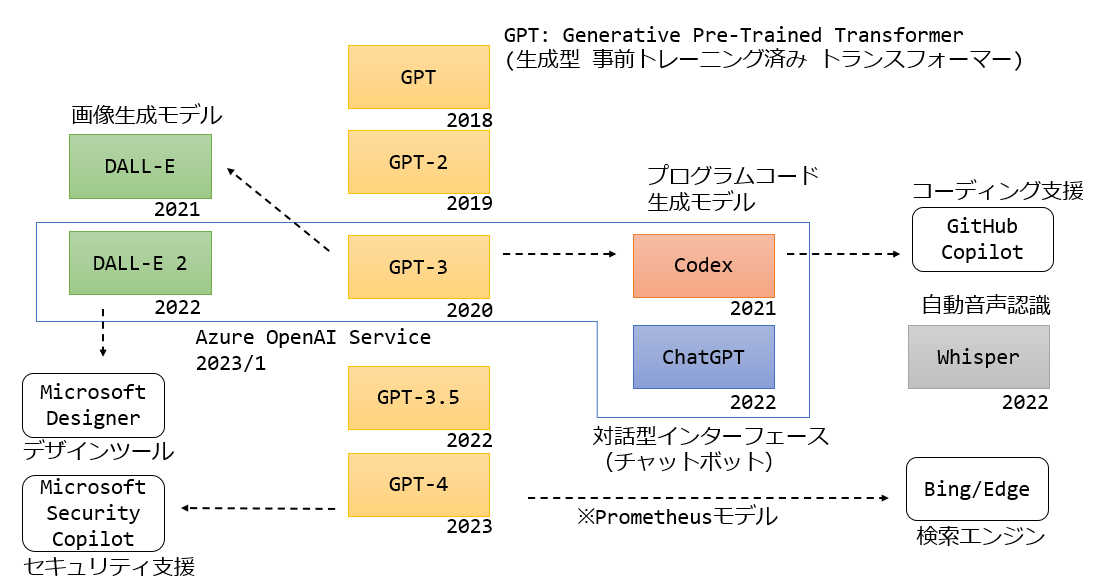 GPT: Generative Pre-Trained Transformer
(生成型 事前トレーニング済み トランスフォーマー)
GPT
2018
画像生成モデル
DALL-E
2021
GPT-2
2019
プログラムコード
生成モデル
コーディング支援
GitHub
Copilot
DALL-E 2
2022
GPT-3
2020
Codex
2021
自動音声認識
Azure OpenAI Service
2023/1
ChatGPT
2022
Whisper
2022
Microsoft
Designer
デザインツール
GPT-3.5
2022
対話型インターフェース
(チャットボット)
Microsoft
Security
Copilot
セキュリティ支援
GPT-4
2023
※Prometheusモデル
Bing/Edge
検索エンジン